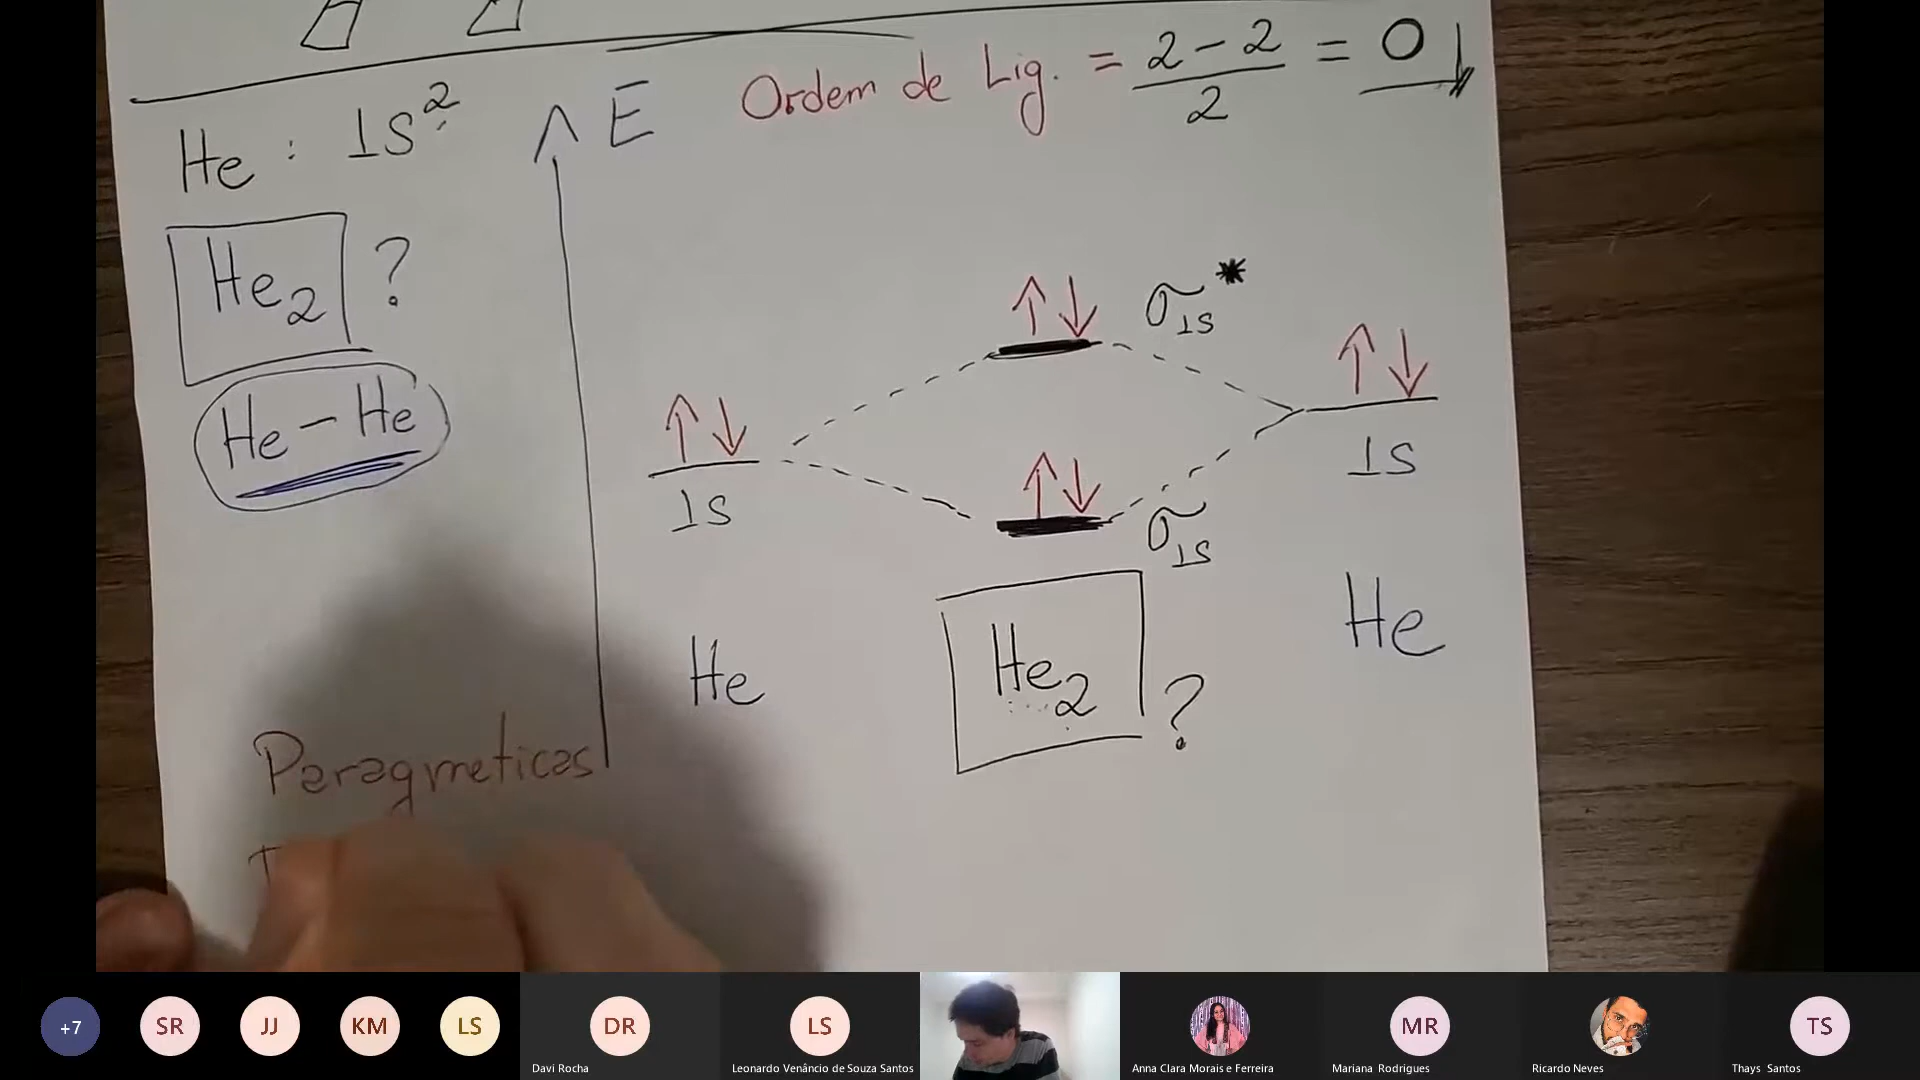 He : 1S²
E
Ordem de Lig. = 2 - 2 / 2 = 0
He₂ ?
He - He
↑↓ σ1S *
↑↓
1S
↑↓
1S
↑↓ σ1S
He
He₂ ?
He
Paragmeticas
+7
SR
JJ
KM
LS
DR
LS
MR
TS
Davi Rocha
Leonardo Venâncio de Souza Santos
Anna Clara Morais e Ferreira
Mariana Rodrigues
Ricardo Neves
Thays Santos